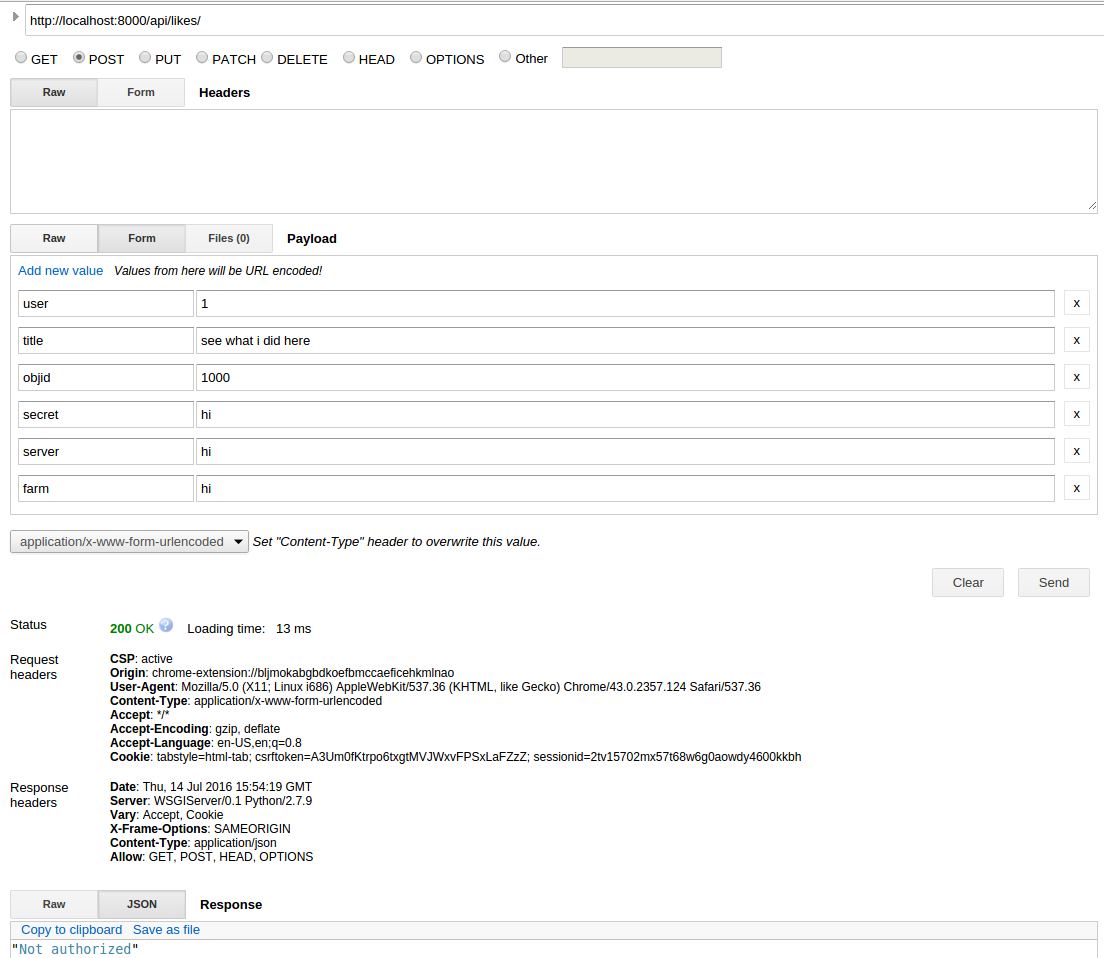 http://localhost:8000/api/likes/
GET POST PUT PATCH DELETE HEAD OPTIONS Other
Raw Form Headers
Raw Form Files (0) Payload
Add new value Values from here will be URL encoded!
user 1 x
title see what i did here x
objid 1000 x
secret hi x
server hi x
farm hi x
application/x-www-form-urlencoded Set "Content-Type" header to overwrite this value.
Clear Send
Status 200 OK ? Loading time: 13 ms
Request headers
CSP: active
Origin: chrome-extension://bljmokabgbdkoefbmccaeficehkmlnao
User-Agent: Mozilla/5.0 (X11; Linux i686) AppleWebKit/537.36 (KHTML, like Gecko) Chrome/43.0.2357.124 Safari/537.36
Content-Type: application/x-www-form-urlencoded
Accept: */*
Accept-Encoding: gzip, deflate
Accept-Language: en-US,en;q=0.8
Cookie: tabstyle=html-tab; csrftoken=A3Um0fKtrpo6txgtMVJWxvFPSxLaFZzZ; sessionid=2tv15702mx57t68w6g0aowdy4600kkbh
Response headers
Date: Thu, 14 Jul 2016 15:54:19 GMT
Server: WSGIServer/0.1 Python/2.7.9
Vary: Accept, Cookie
X-Frame-Options: SAMEORIGIN
Content-Type: application/json
Allow: GET, POST, HEAD, OPTIONS
Raw JSON Response
Copy to clipboard Save as file
"Not authorized"